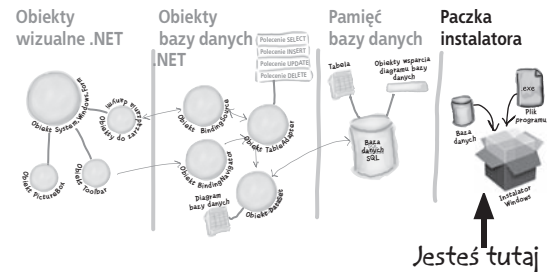 Obiekty
wizualne .NET
Obiekty
bazy danych
.NET
Pamięć
bazy danych
Paczka
instalatora
Polecenie SELECT
Polecenie INSERT
Polecenie UPDATE
Polecenie DELETE
Obiekt System.Windows.Form
Obiekty do zarządzania danymi
Obiekt PictureBox
Obiekt Toolbar
Obiekt BindingSource
Obiekt TableAdapter
Obiekt BindingNavigator
Diagram
bazy danych
Obiekt DataSet
Tabela
Obiekty wsparcia
diagramu bazy
danych
Baza
danych
SQL
.exe
Plik
programu
Baza
danych
Instalator
Windows
Jesteś tutaj